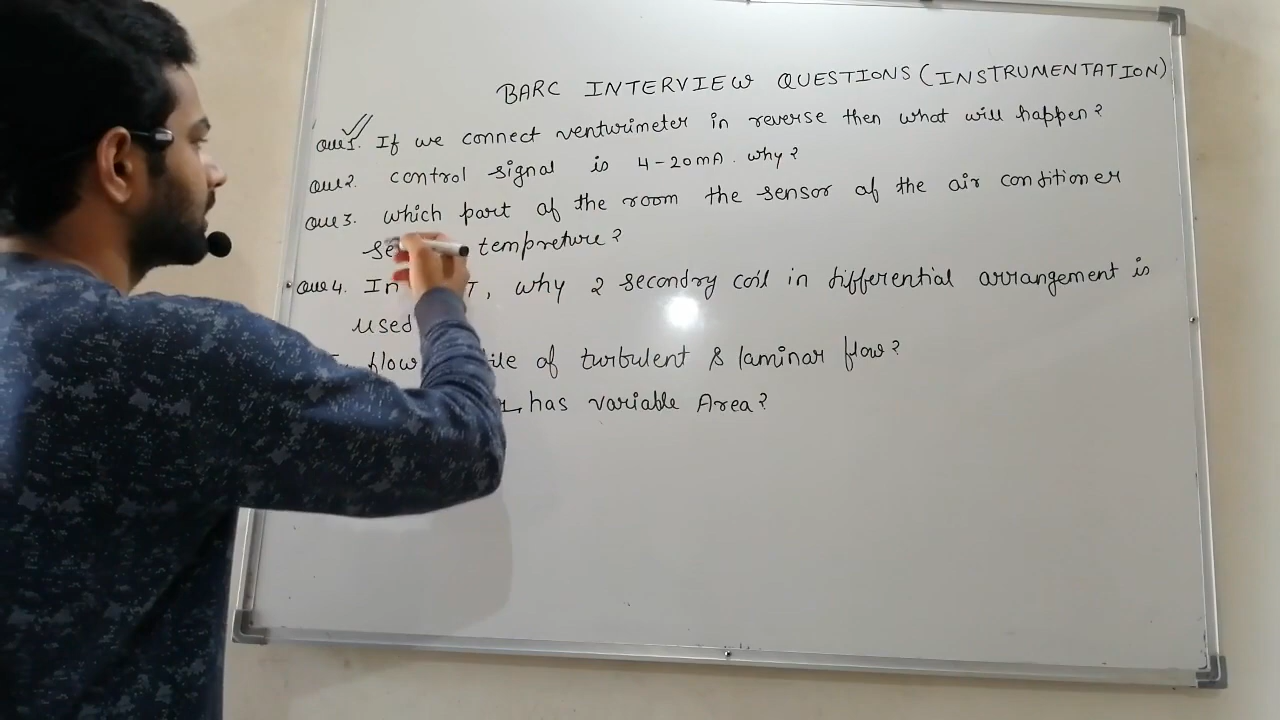 BARC INTERVIEW QUESTIONS (INSTRUMENTATION)
Que1. If we connect venturimeter in reverse then what will happen?
Que2. control signal is 4-20mA. why?
Que3. which part of the room the sensor of the air conditioner
tempreture?
Que4. In , why 2 secondry coil in differential arrangement is
used
flow of turbulent & laminar flow?
has variable Area?